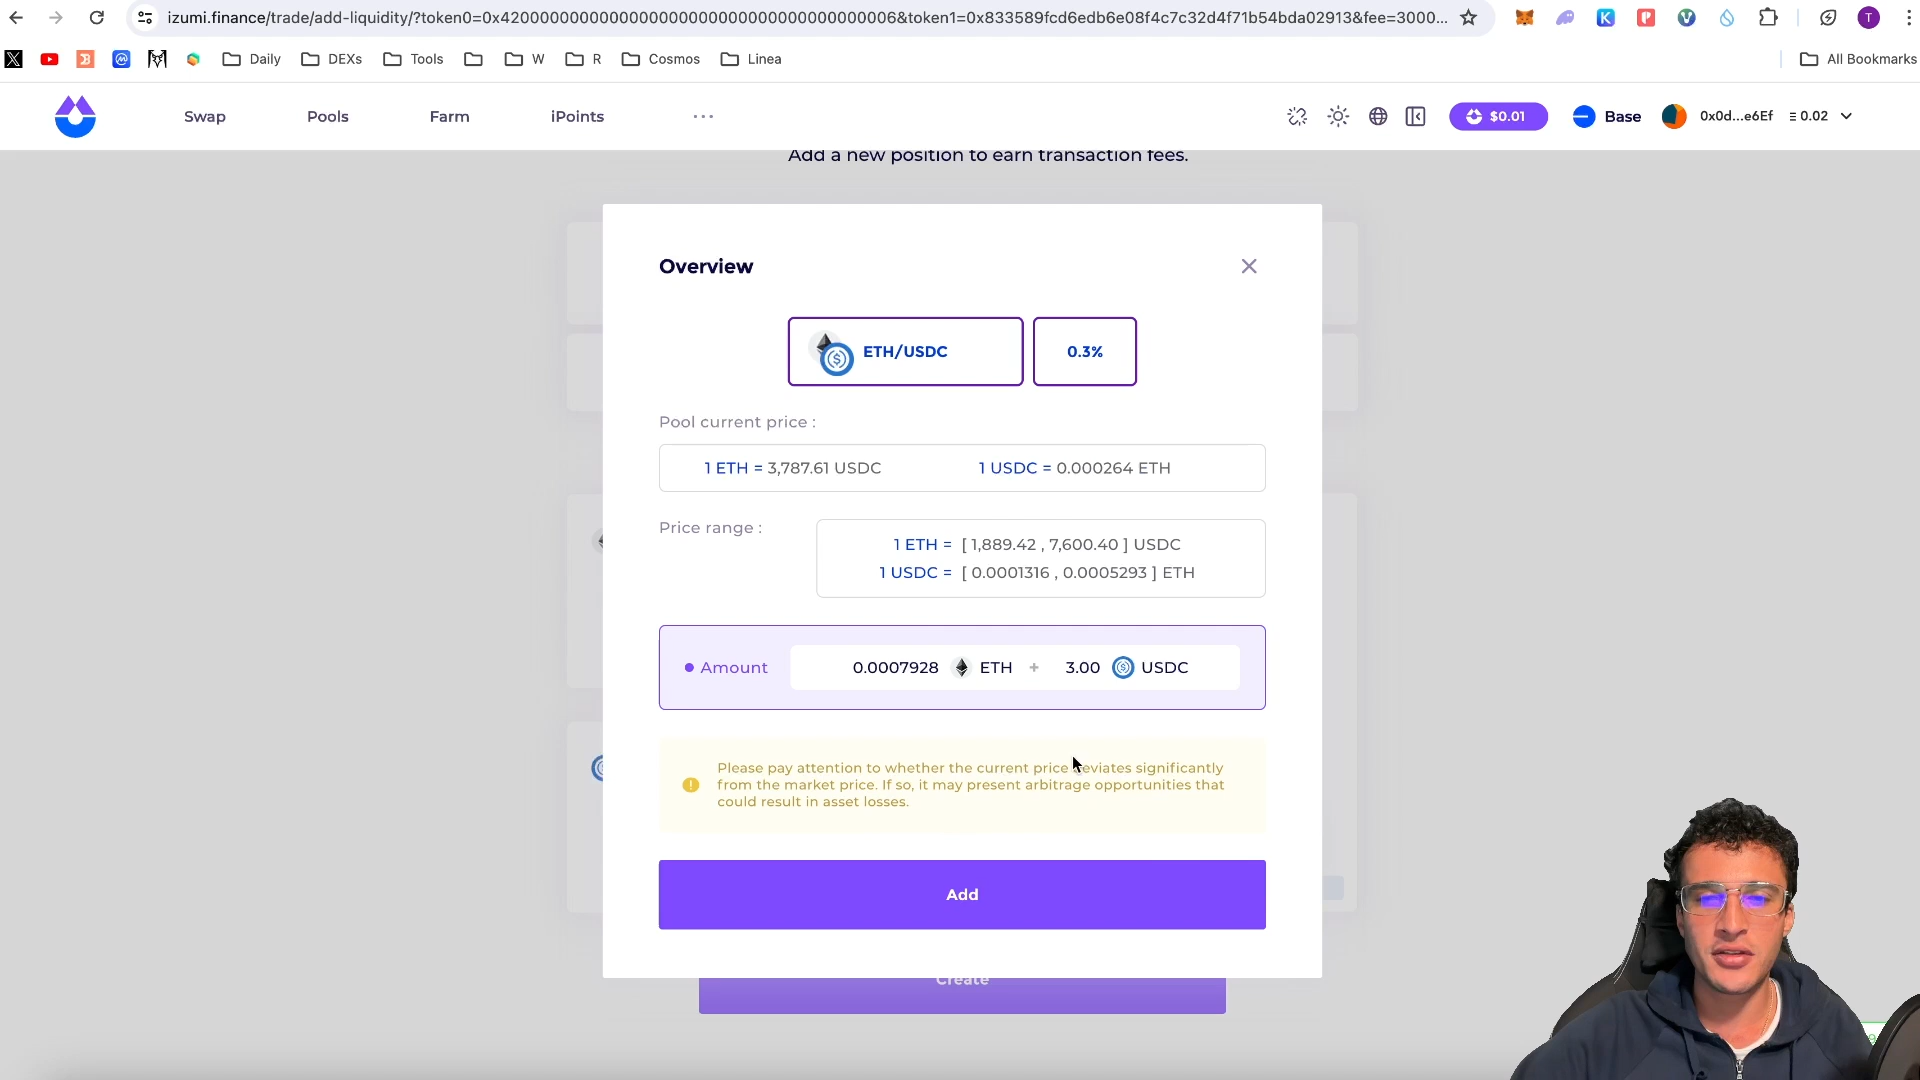 izumi.finance/trade/add-liquidity/?token0=0x4200000000000000000000000000000000000006&token1=0x833589fcd6edb6e08f4c7c32d4f71b54bda02913&fee=3000...
T
Daily
DEXs
Tools
W
R
Cosmos
Linea
All Bookmarks
Swap
Pools
Farm
iPoints
$0.01
Base
0x0d...e6Ef
0.02
Add a new position to earn transaction fees.
Overview
ETH/USDC
0.3%
Pool current price :
1 ETH = 3,787.61 USDC
1 USDC = 0.000264 ETH
Price range :
1 ETH = [ 1,889.42 , 7,600.40 ] USDC
1 USDC = [ 0.0001316 , 0.0005293 ] ETH
Amount
0.0007928 ETH + 3.00 USDC
Please pay attention to whether the current price deviates significantly
from the market price. If so, it may present arbitrage opportunities that
could result in asset losses.
Add
Create